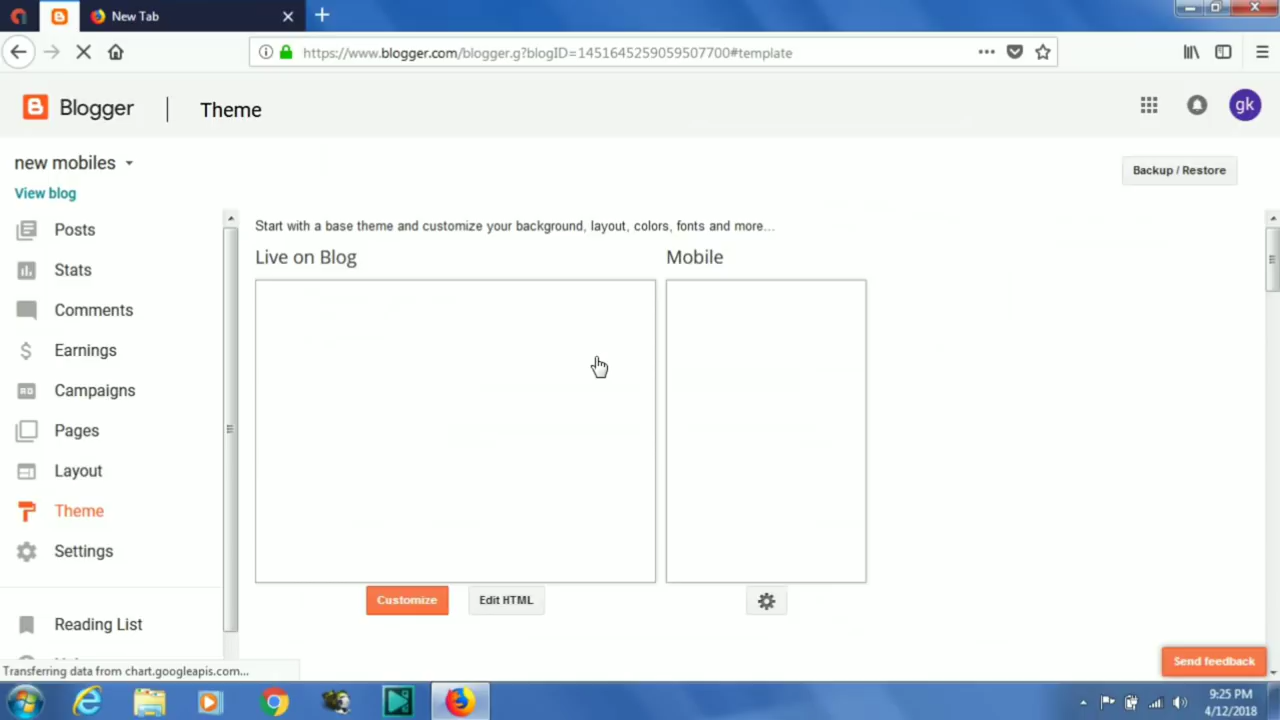 New Tab
https://www.blogger.com/blogger.g?blogID=1451645259059507700#template
Blogger
Theme
gk
new mobiles
View blog
Backup / Restore
Posts
Stats
Comments
Earnings
Campaigns
Pages
Layout
Theme
Settings
Reading List
Start with a base theme and customize your background, layout, colors, fonts and more...
Live on Blog
Mobile
Customize
Edit HTML
Send feedback
Transferring data from chart.googleapis.com...
9:25 PM
4/12/2018